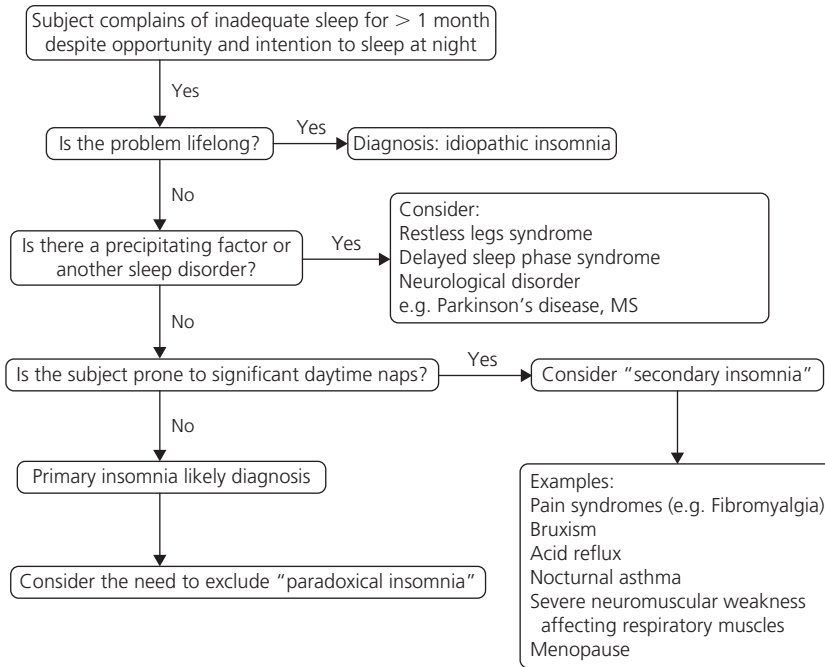 Subject complains of inadequate sleep for > 1 month
despite opportunity and intention to sleep at night
Yes
Is the problem lifelong?
Yes
Diagnosis: idiopathic insomnia
No
Is there a precipitating factor or
another sleep disorder?
Yes
Consider:
Restless legs syndrome
Delayed sleep phase syndrome
Neurological disorder
e.g. Parkinson’s disease, MS
No
Is the subject prone to significant daytime naps?
Yes
Consider “secondary insomnia”
No
Primary insomnia likely diagnosis
Consider the need to exclude “paradoxical insomnia”
Examples:
Pain syndromes (e.g. Fibromyalgia)
Bruxism
Acid reflux
Nocturnal asthma
Severe neuromuscular weakness
affecting respiratory muscles
Menopause